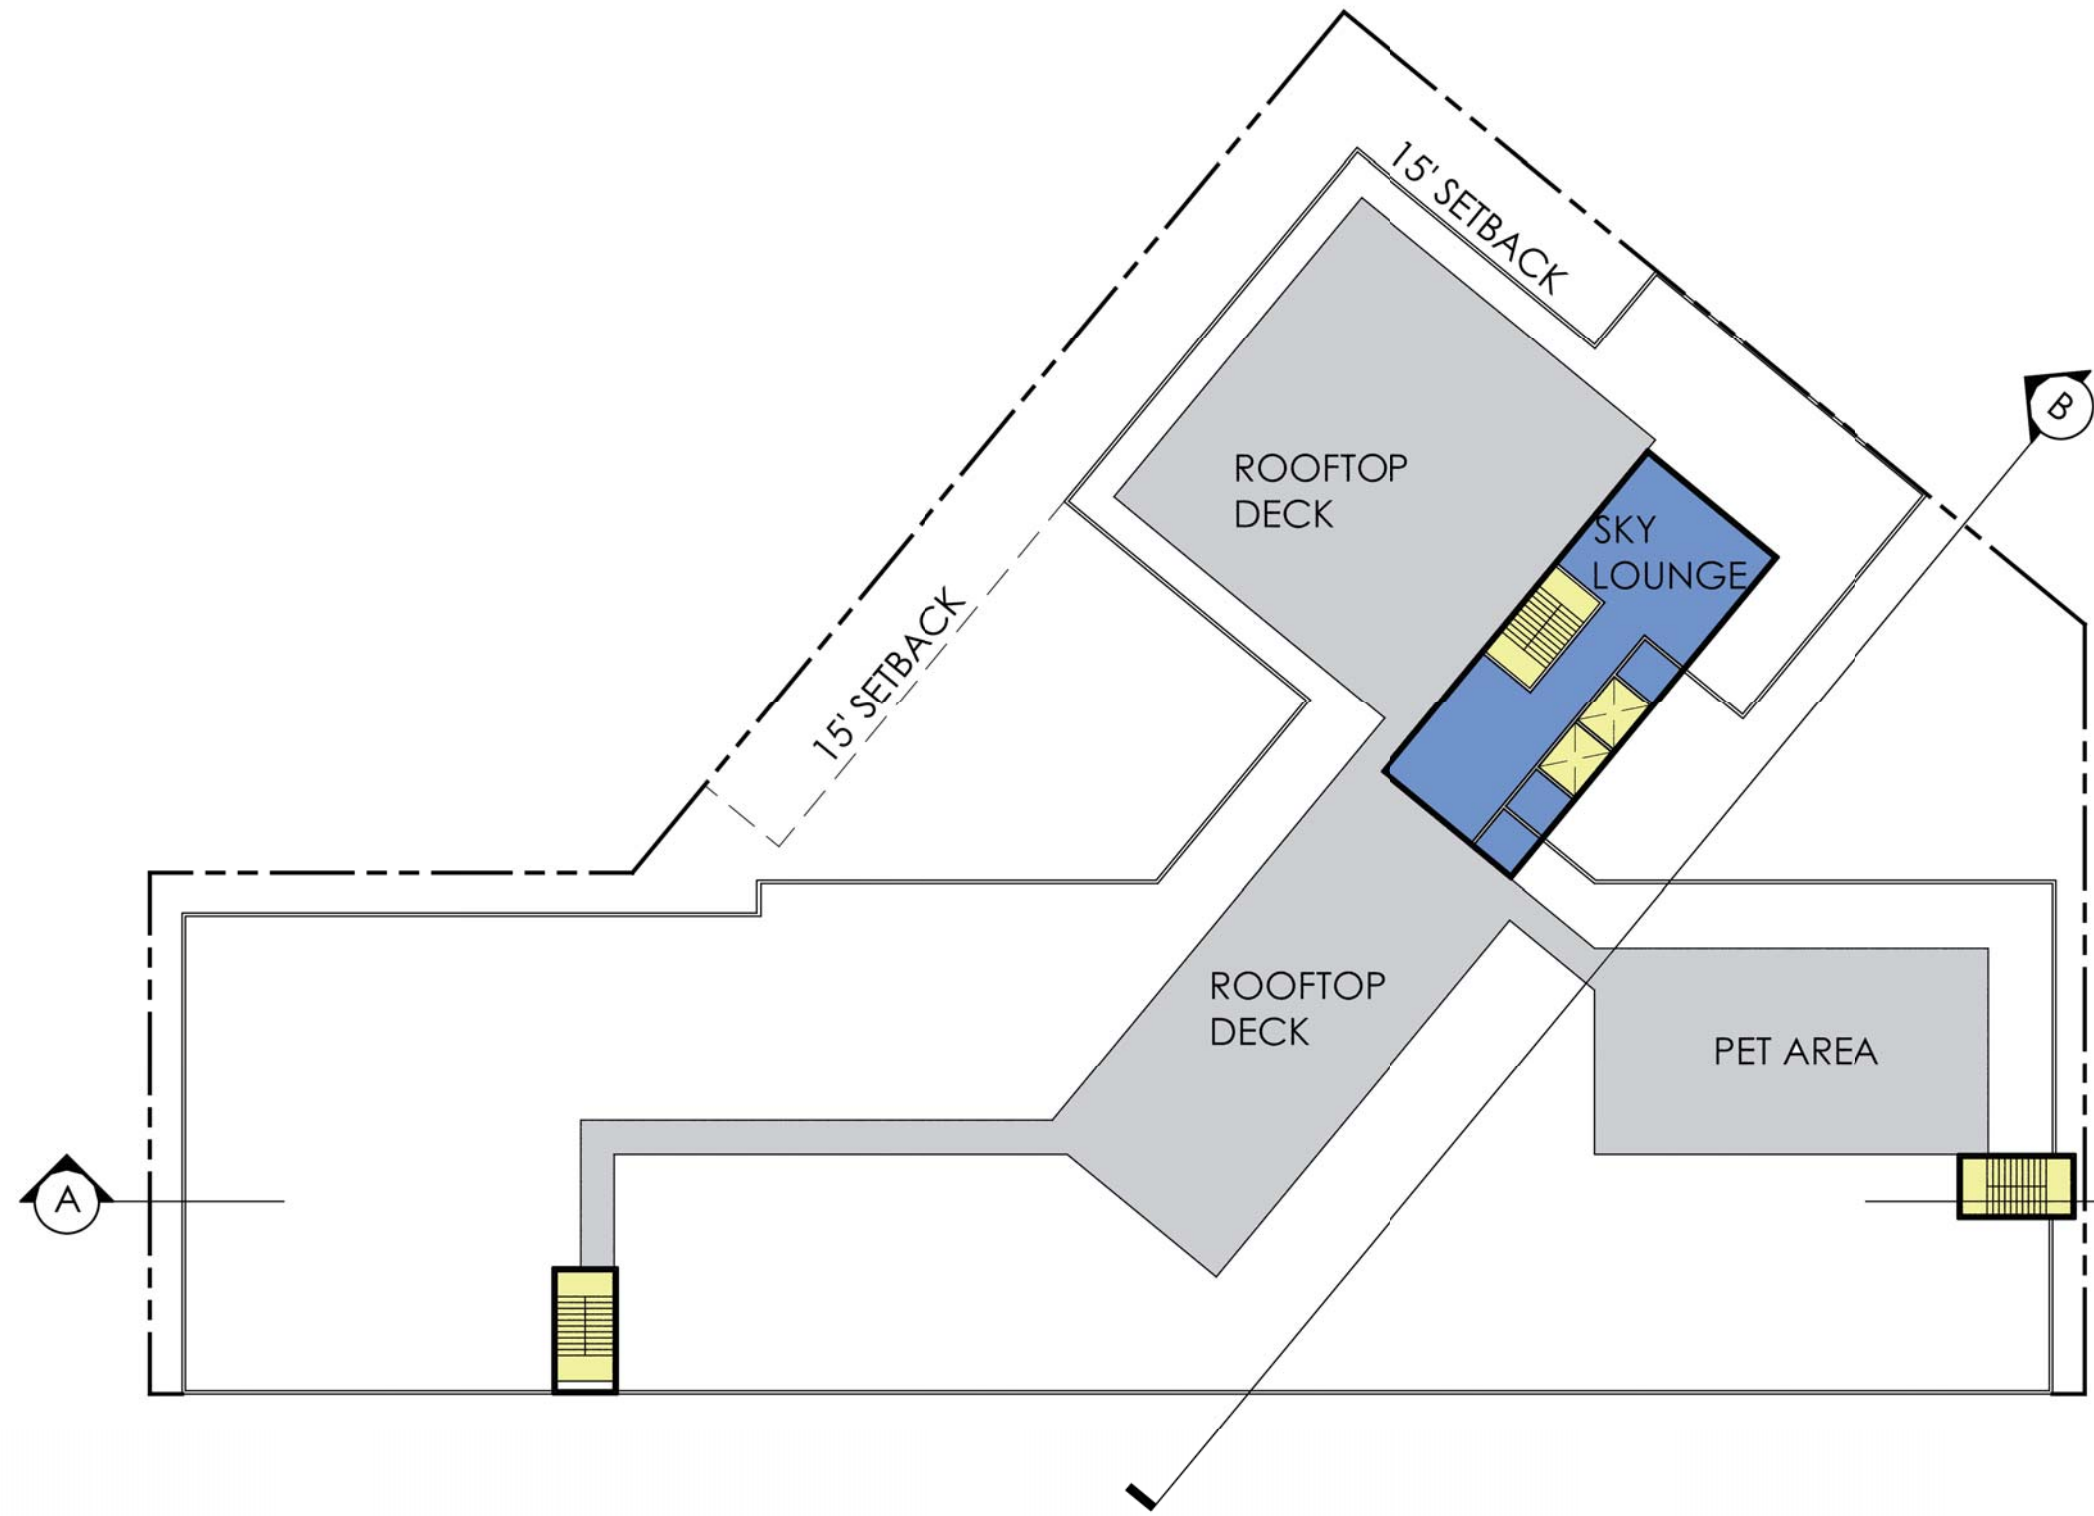 15' SETBACK
B
ROOFTOP
DECK
SKY
LOUNGE
15' SETBACK
ROOFTOP
DECK
PET AREA
A